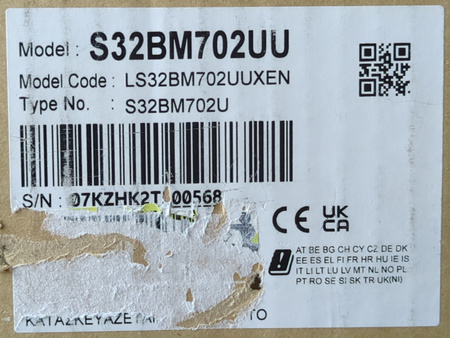 Model : S32BM702UU
Model Code : LS32BM702UUXEN
Type No. : S32BM702U
S/N : 07KZHK2T 00568
CE UK CA
AT BE BG CH CY CZ DE DK
EE ES EL FI FR HR HU IE IS
IT LI LT LU LV MT NL NO PL
PT RO SE SI SK TR UK(NI)